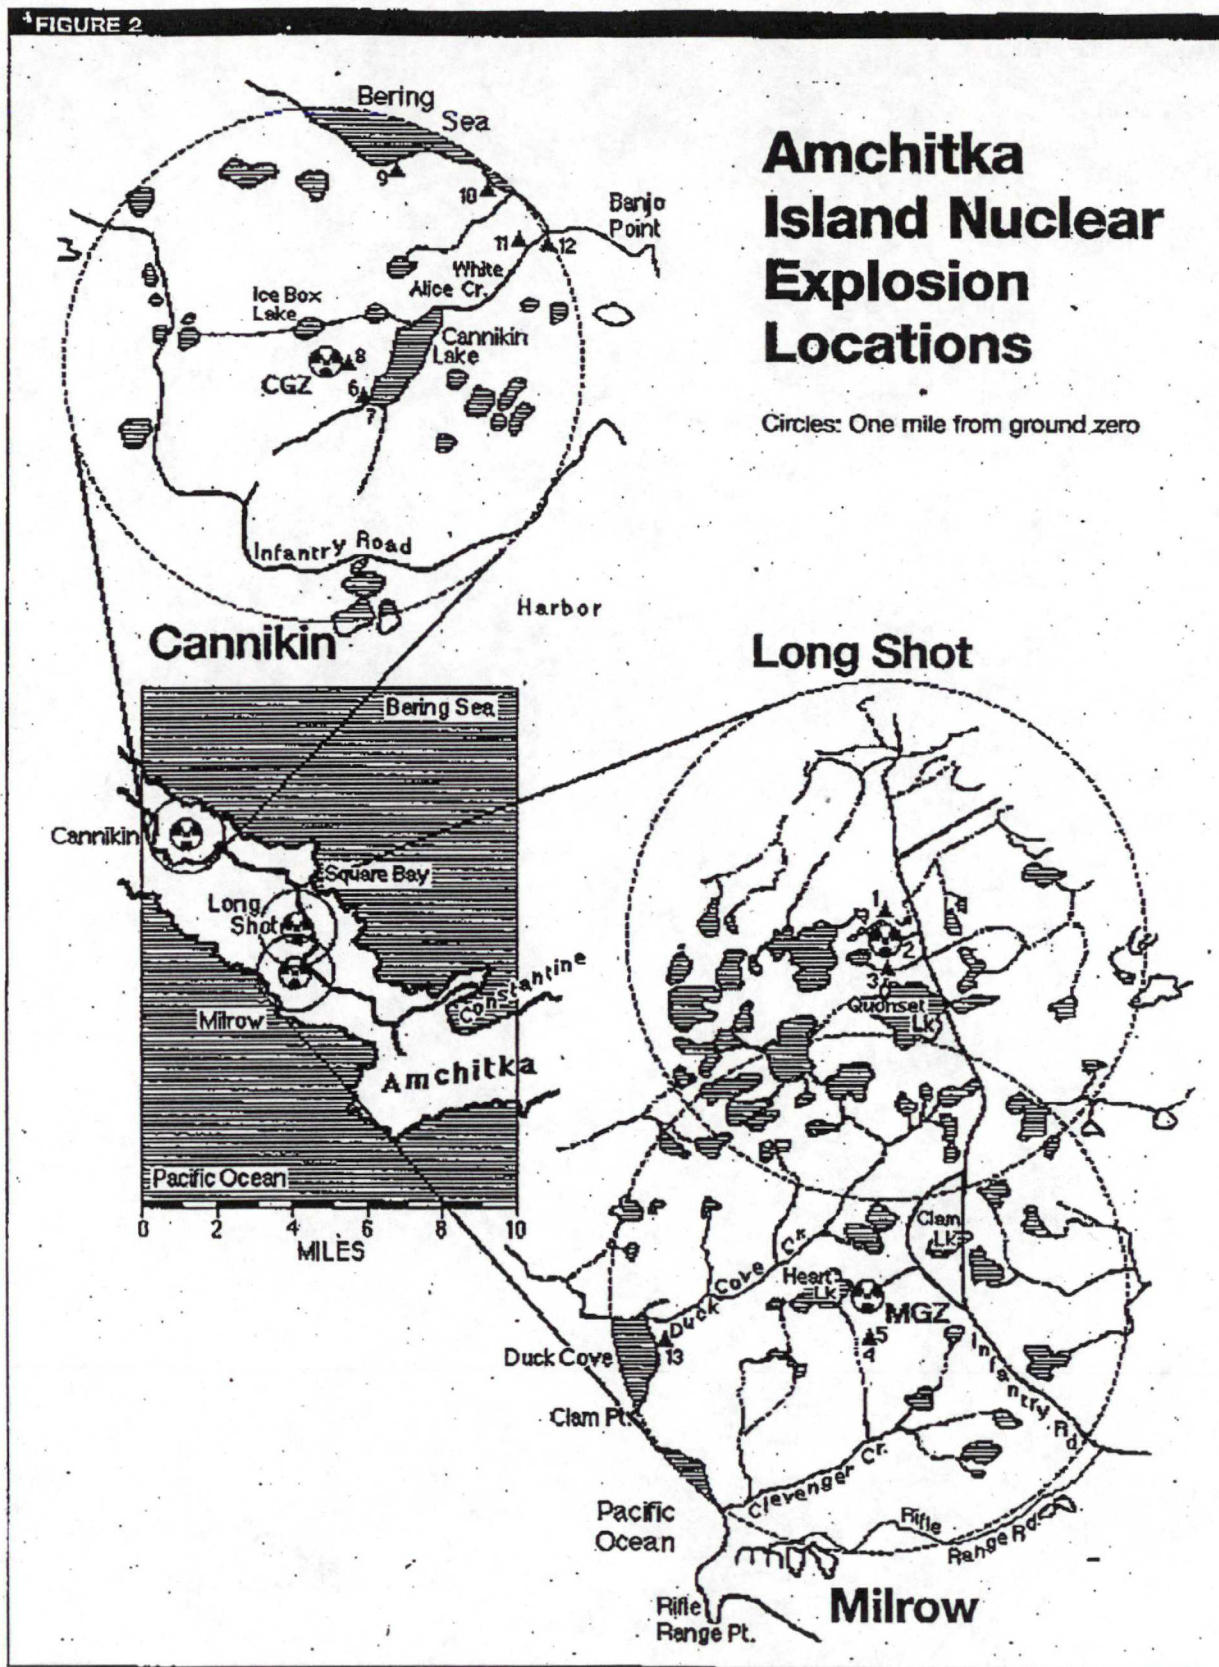 FIGURE 2
Amchitka
Island Nuclear
Explosion
Locations
Circles: One mile from ground zero
Bering
Sea
9
10
Banjo
Point
11
12
White
Alice Cr.
Ice Box
Lake
Cannikin
Lake
8
CGZ
6
7
Infantry Road
Harbor
Cannikin
Long Shot
Bering Sea
Cannikin
Square Bay
Long
Shot
Milrow
Constantine
Amchitka
Pacific Ocean
0 2 4 6 8 10
MILES
1
2
3
Quonset
Lk
Clam
Lk
Duck Cove Cr.
Heart
Lk
MGZ
5
4
13
Duck Cove
Clam Pt.
Infantry Rd
Clevenger Cr.
Pacific
Ocean
Rifle
Range Rd.
Rifle
Range Pt.
Milrow